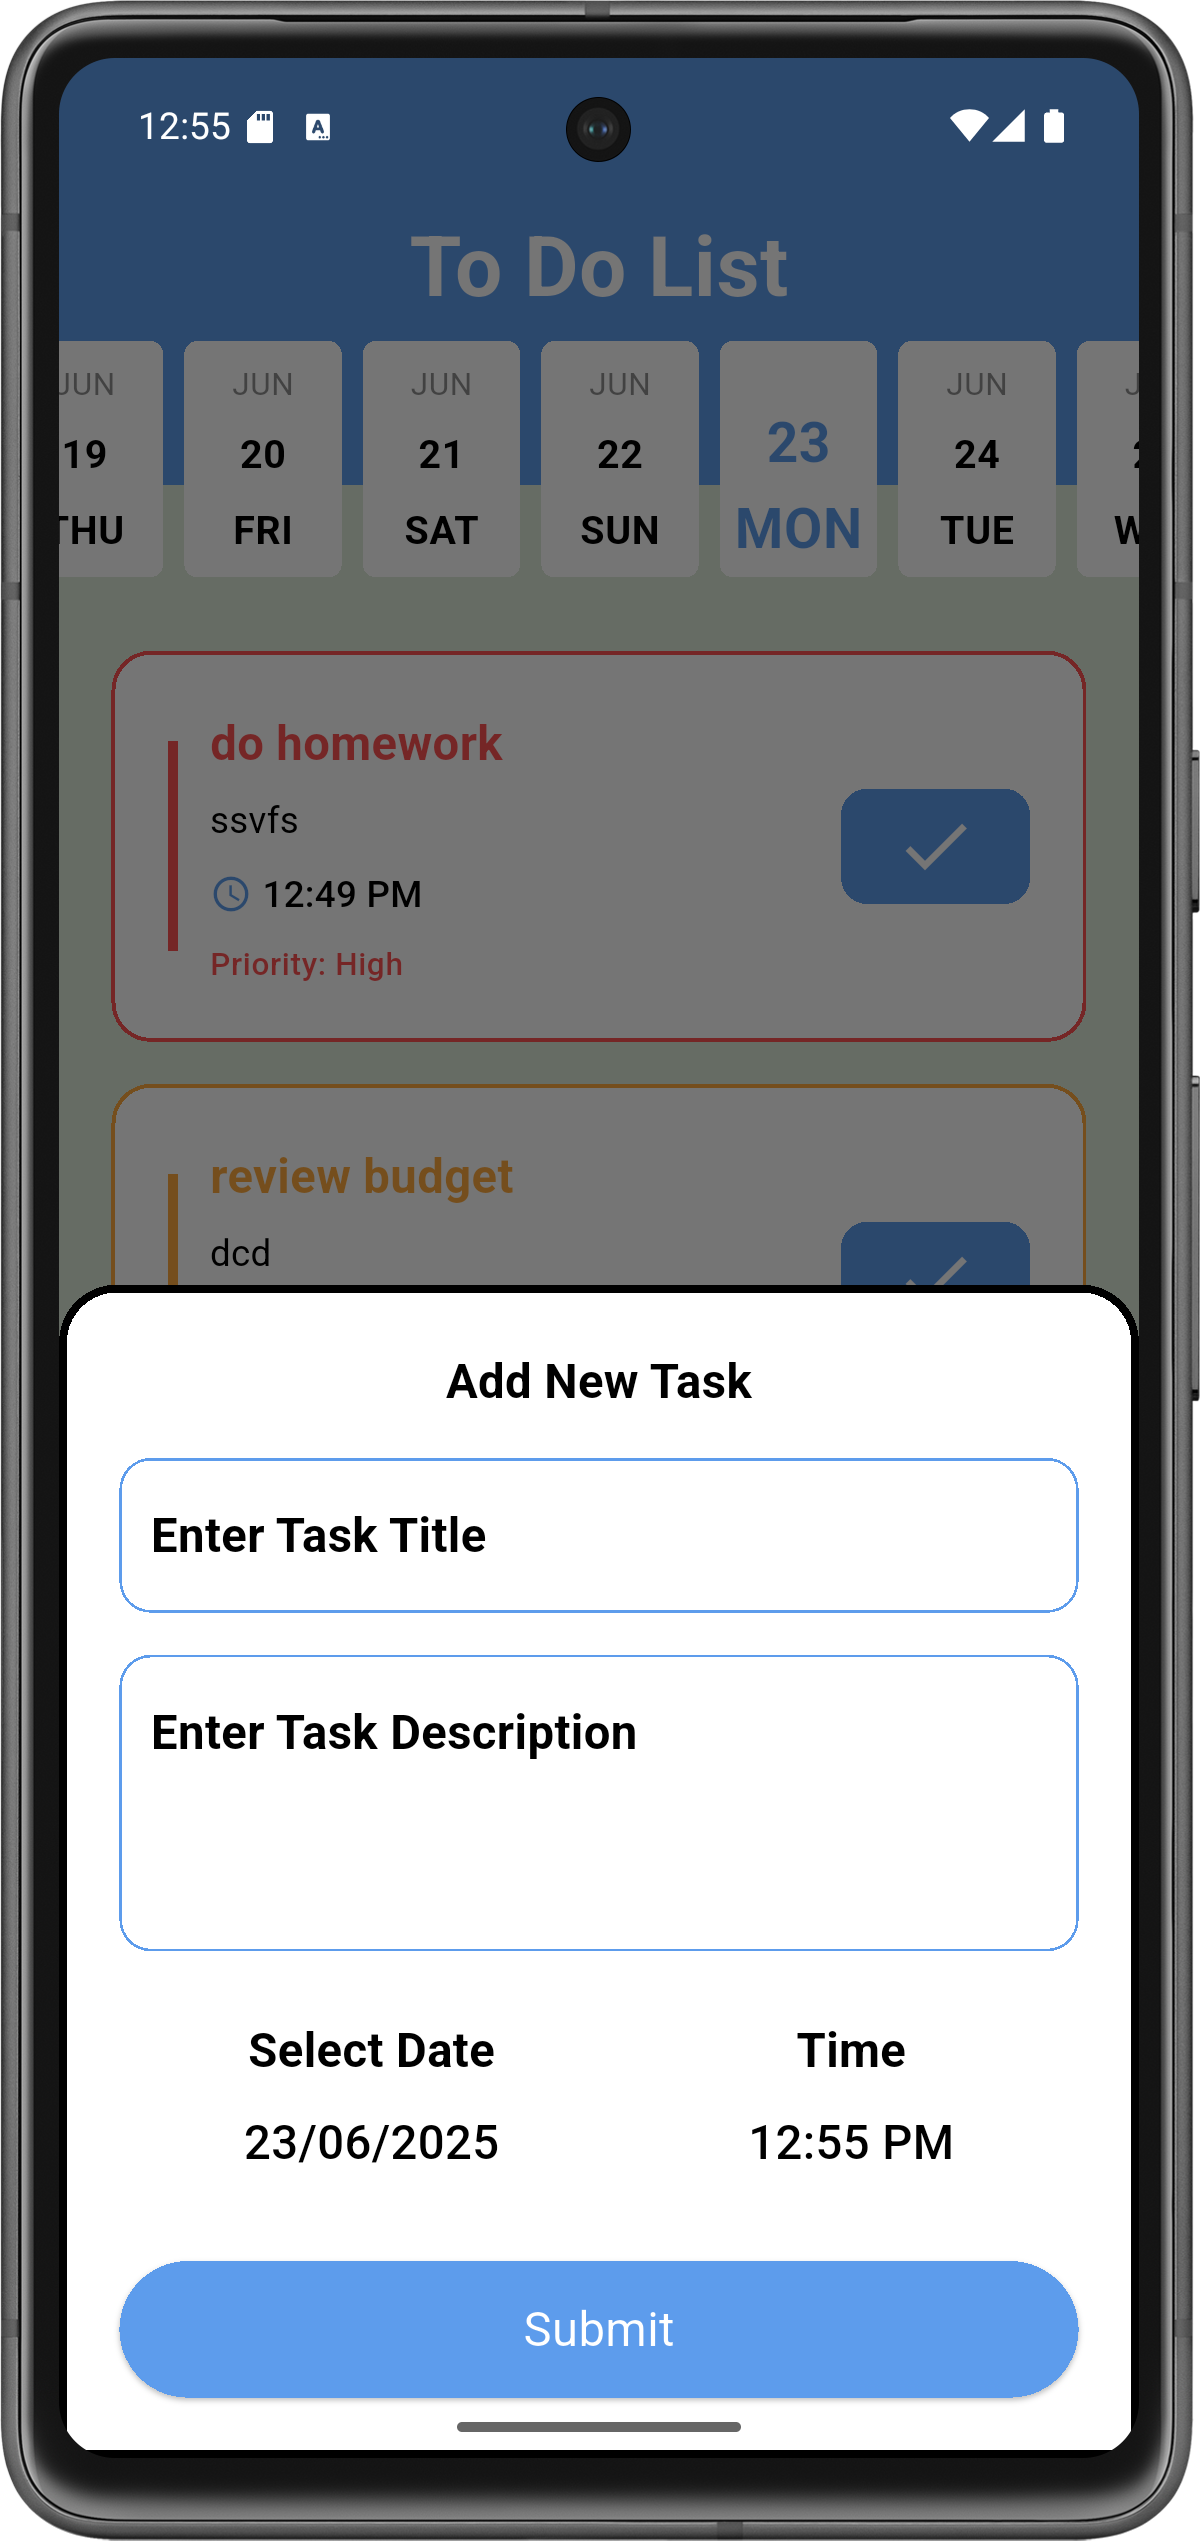 12:55
To Do List
JUN JUN JUN JUN JUN
19 20 21 22 23 24
THU FRI SAT SUN MON TUE
do homework
ssvfs
12:49 PM
Priority: High
review budget
dcd
Add New Task
Enter Task Title
Enter Task Description
Select Date Time
23/06/2025 12:55 PM
Submit